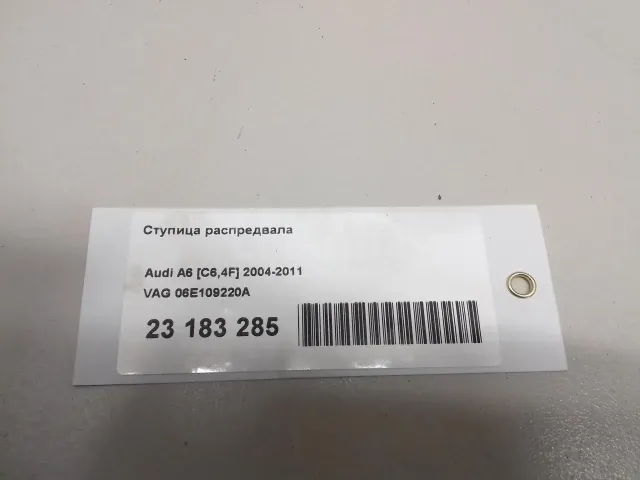 Ступица распредвала
Audi A6 [C6,4F] 2004-2011
VAG 06E109220A
23 183 285